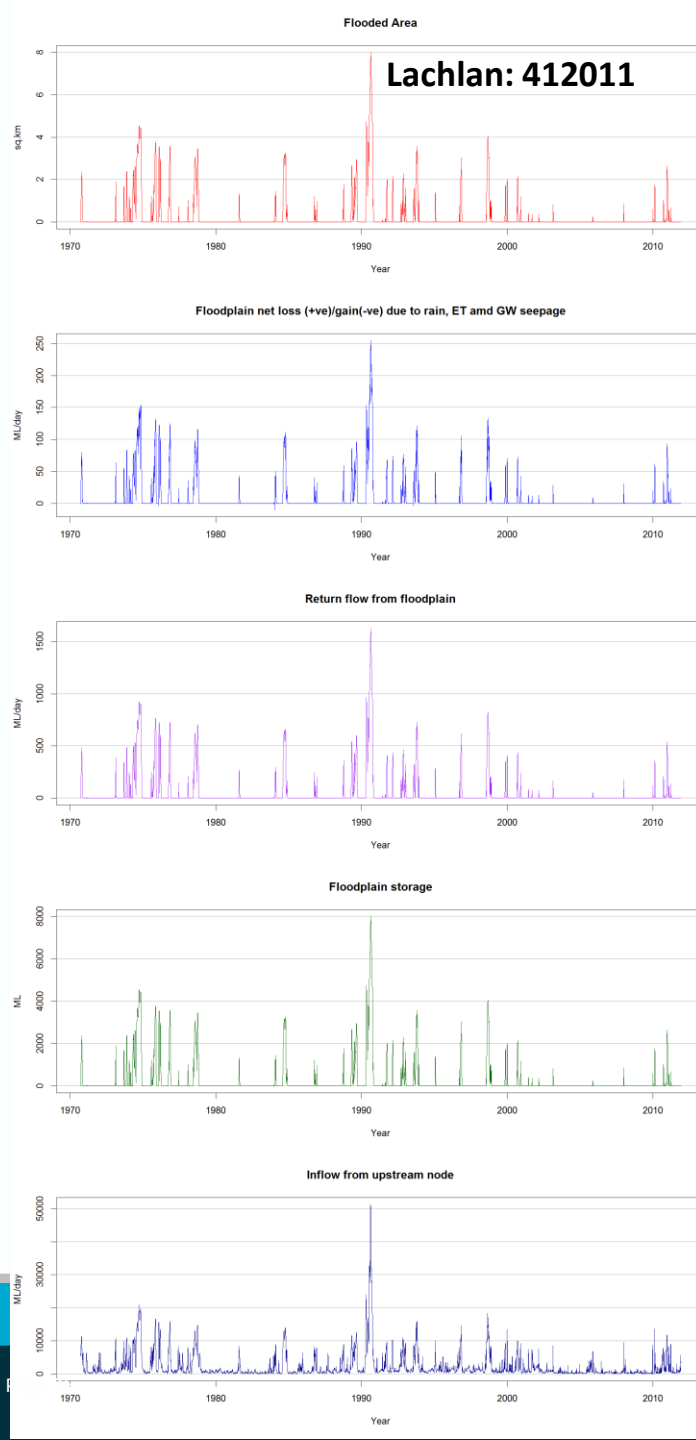 Flooded Area
Lachlan: 412011
sq.km
0 2 4 6 8
1970 1980 1990 2000 2010
Year
Floodplain net loss (+ve)/gain(-ve) due to rain, ET amd GW seepage
ML/day
0 50 100 150 200 250
1970 1980 1990 2000 2010
Year
Return flow from floodplain
ML/day
0 500 1000 1500
1970 1980 1990 2000 2010
Year
Floodplain storage
ML
0 2000 4000 6000 8000
1970 1980 1990 2000 2010
Year
Inflow from upstream node
ML/day
0 10000 30000 50000
1970 1980 1990 2000 2010
Year